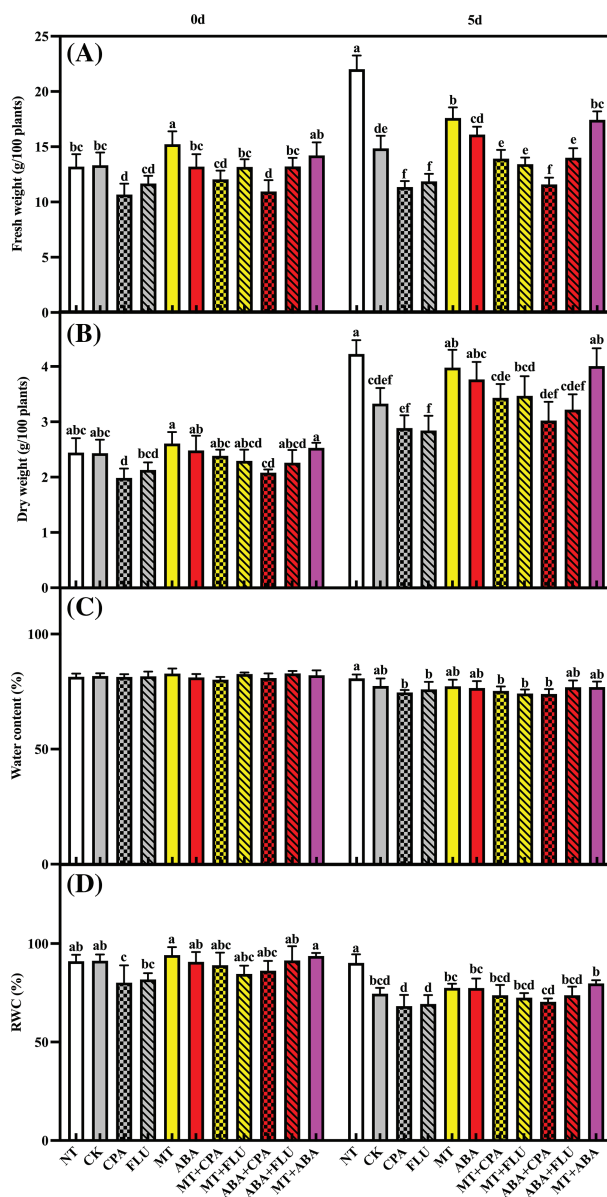 0d 5d
(A)
Fresh weight (g/100 plants)
25
20
15
10
5
0
bc bc d cd a bc cd bc d bc ab
a de f f b cd e e f e bc
(B)
Dry weight (g/100 plants)
4
3
2
1
0
abc abc d bcd a ab abc abcd cd abcd a
a cdef ef f ab abc cde bcd def cdef ab
(C)
Water content (%)
100
50
0
a ab b b ab ab b b b ab ab
(D)
RWC (%)
100
50
0
ab ab c bc a ab abc abc abc ab a
a bcd d d bc bc bcd bcd cd bcd b
NT CK CPA FLU MT ABA MT+CPA MT+FLU ABA+CPA ABA+FLU MT+ABA
NT CK CPA FLU MT ABA MT+CPA MT+FLU ABA+CPA ABA+FLU MT+ABA